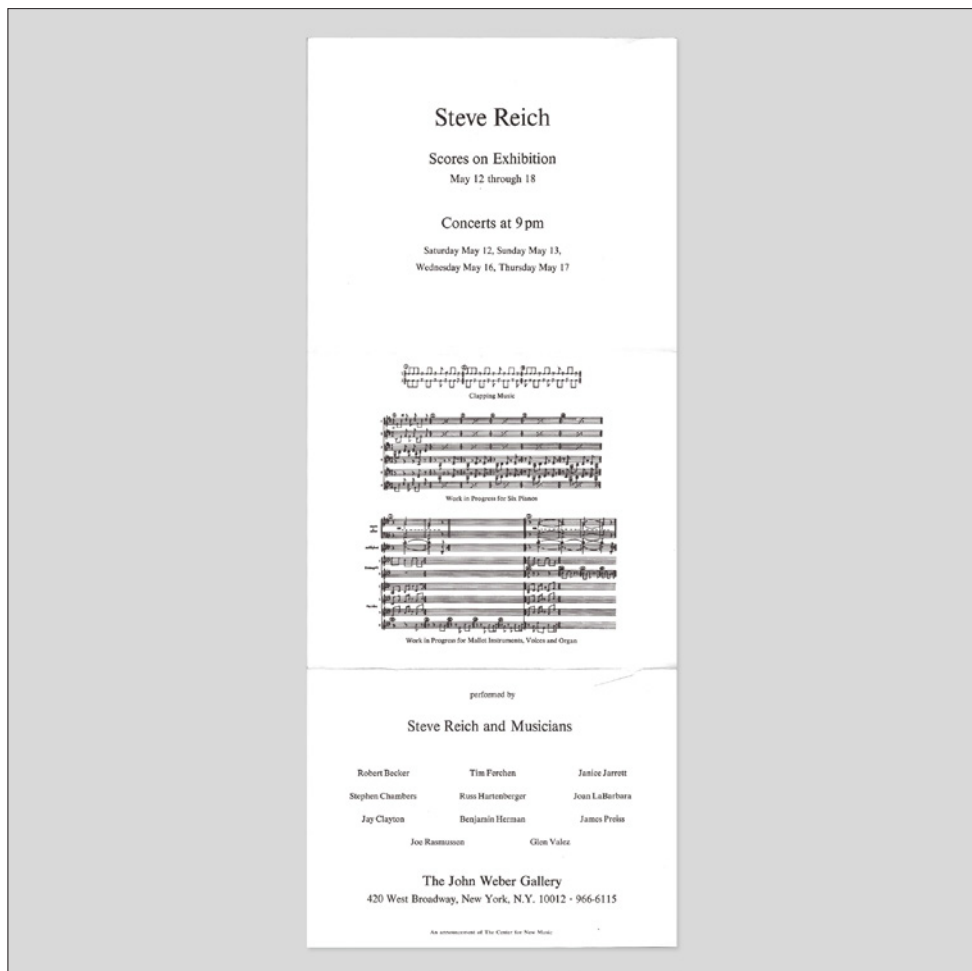 Steve Reich
Scores on Exhibition
May 12 through 18
Concerts at 9 pm
Saturday May 12, Sunday May 13,
Wednesday May 16, Thursday May 17
Clapping Music
Work in Progress for Six Pianos
Work in Progress for Mallet Instruments, Voices and Organ
performed by
Steve Reich and Musicians
Robert Becker Tim Ferchen Janice Jarrett
Stephen Chambers Russ Hartenberger Joan LaBarbara
Jay Clayton Benjamin Herman James Preiss
Joe Rasmussen Glen Valez
The John Weber Gallery
420 West Broadway, New York, N.Y. 10012 · 966-6115
An announcement of The Center for New Music